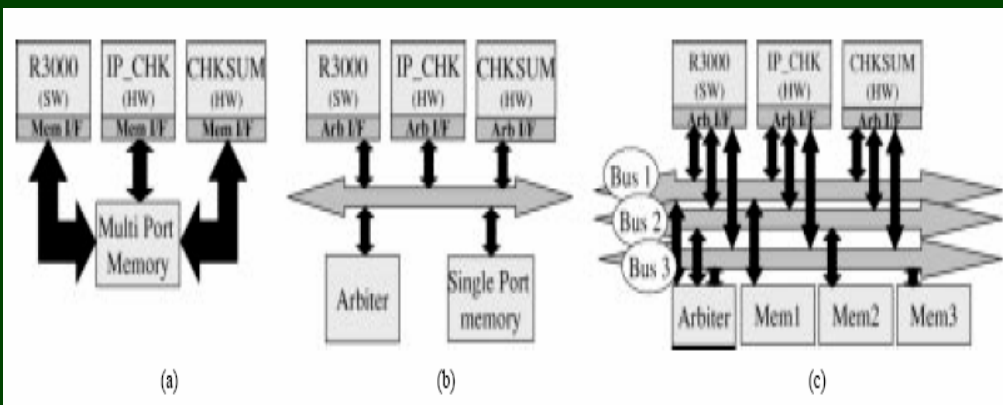 R3000
(SW)
Mem I/F
IP_CHK
(HW)
Mem I/F
CHKSUM
(HW)
Mem I/F
Multi Port
Memory
(a)
R3000
(SW)
Arb I/F
IP_CHK
(HW)
Arb I/F
CHKSUM
(HW)
Arb I/F
Arbiter
Single Port
memory
(b)
R3000
(SW)
Arb I/F
IP_CHK
(HW)
Arb I/F
CHKSUM
(HW)
Arb I/F
Bus 1
Bus 2
Bus 3
Arbiter
Mem1
Mem2
Mem3
(c)